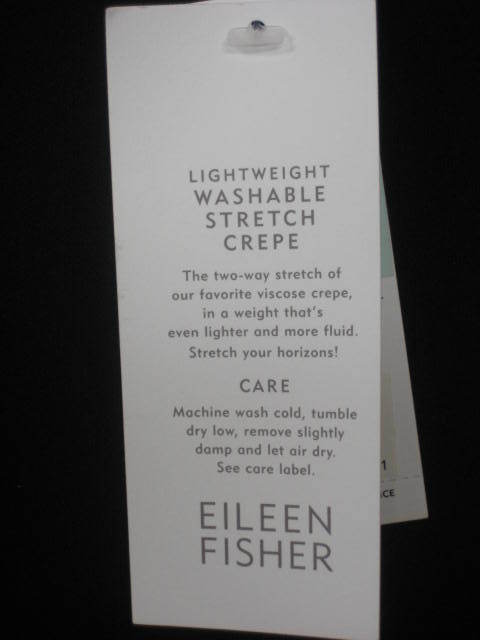 LIGHTWEIGHT
WASHABLE
STRETCH
CREPE
The two-way stretch of
our favorite viscose crepe,
in a weight that's
even lighter and more fluid.
Stretch your horizons!
CARE
Machine wash cold, tumble
dry low, remove slightly
damp and let air dry.
See care label.
EILEEN
FISHER
1